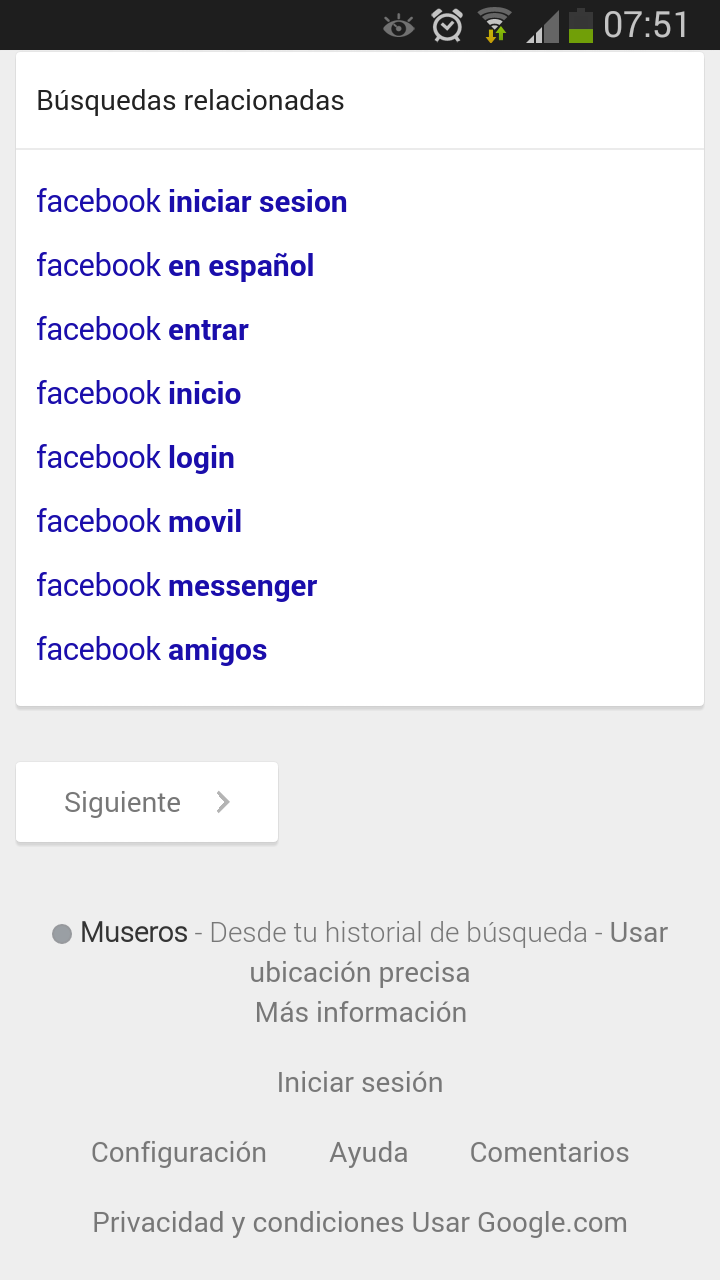 07:51
Búsquedas relacionadas
facebook iniciar sesion
facebook en español
facebook entrar
facebook inicio
facebook login
facebook movil
facebook messenger
facebook amigos
Siguiente
Museros - Desde tu historial de búsqueda - Usar
ubicación precisa
Más información
Iniciar sesión
Configuración Ayuda Comentarios
Privacidad y condiciones Usar Google.com